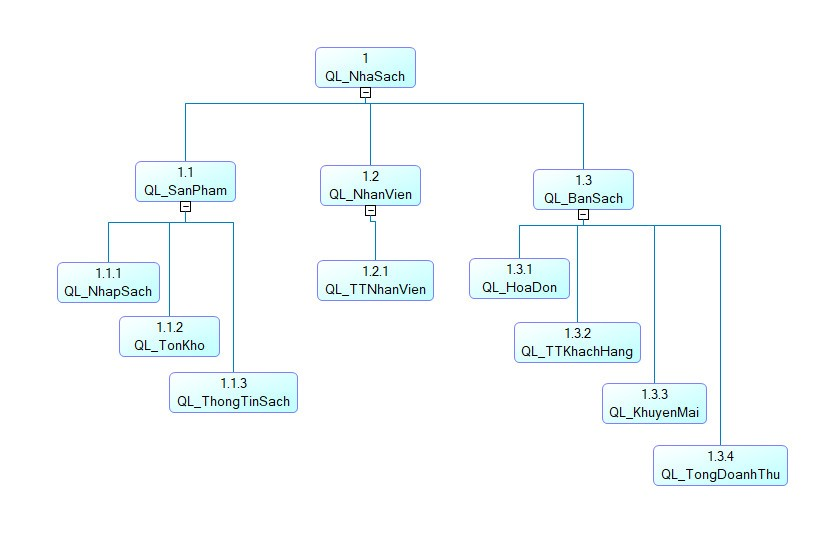 1
QL_NhaSach
1.1
QL_SanPham
1.2
QL_NhanVien
1.3
QL_BanSach
1.1.1
QL_NhapSach
1.1.2
QL_TonKho
1.1.3
QL_ThongTinSach
1.2.1
QL_TTNhanVien
1.3.1
QL_HoaDon
1.3.2
QL_TTKhachHang
1.3.3
QL_KhuyenMai
1.3.4
QL_TongDoanhThu